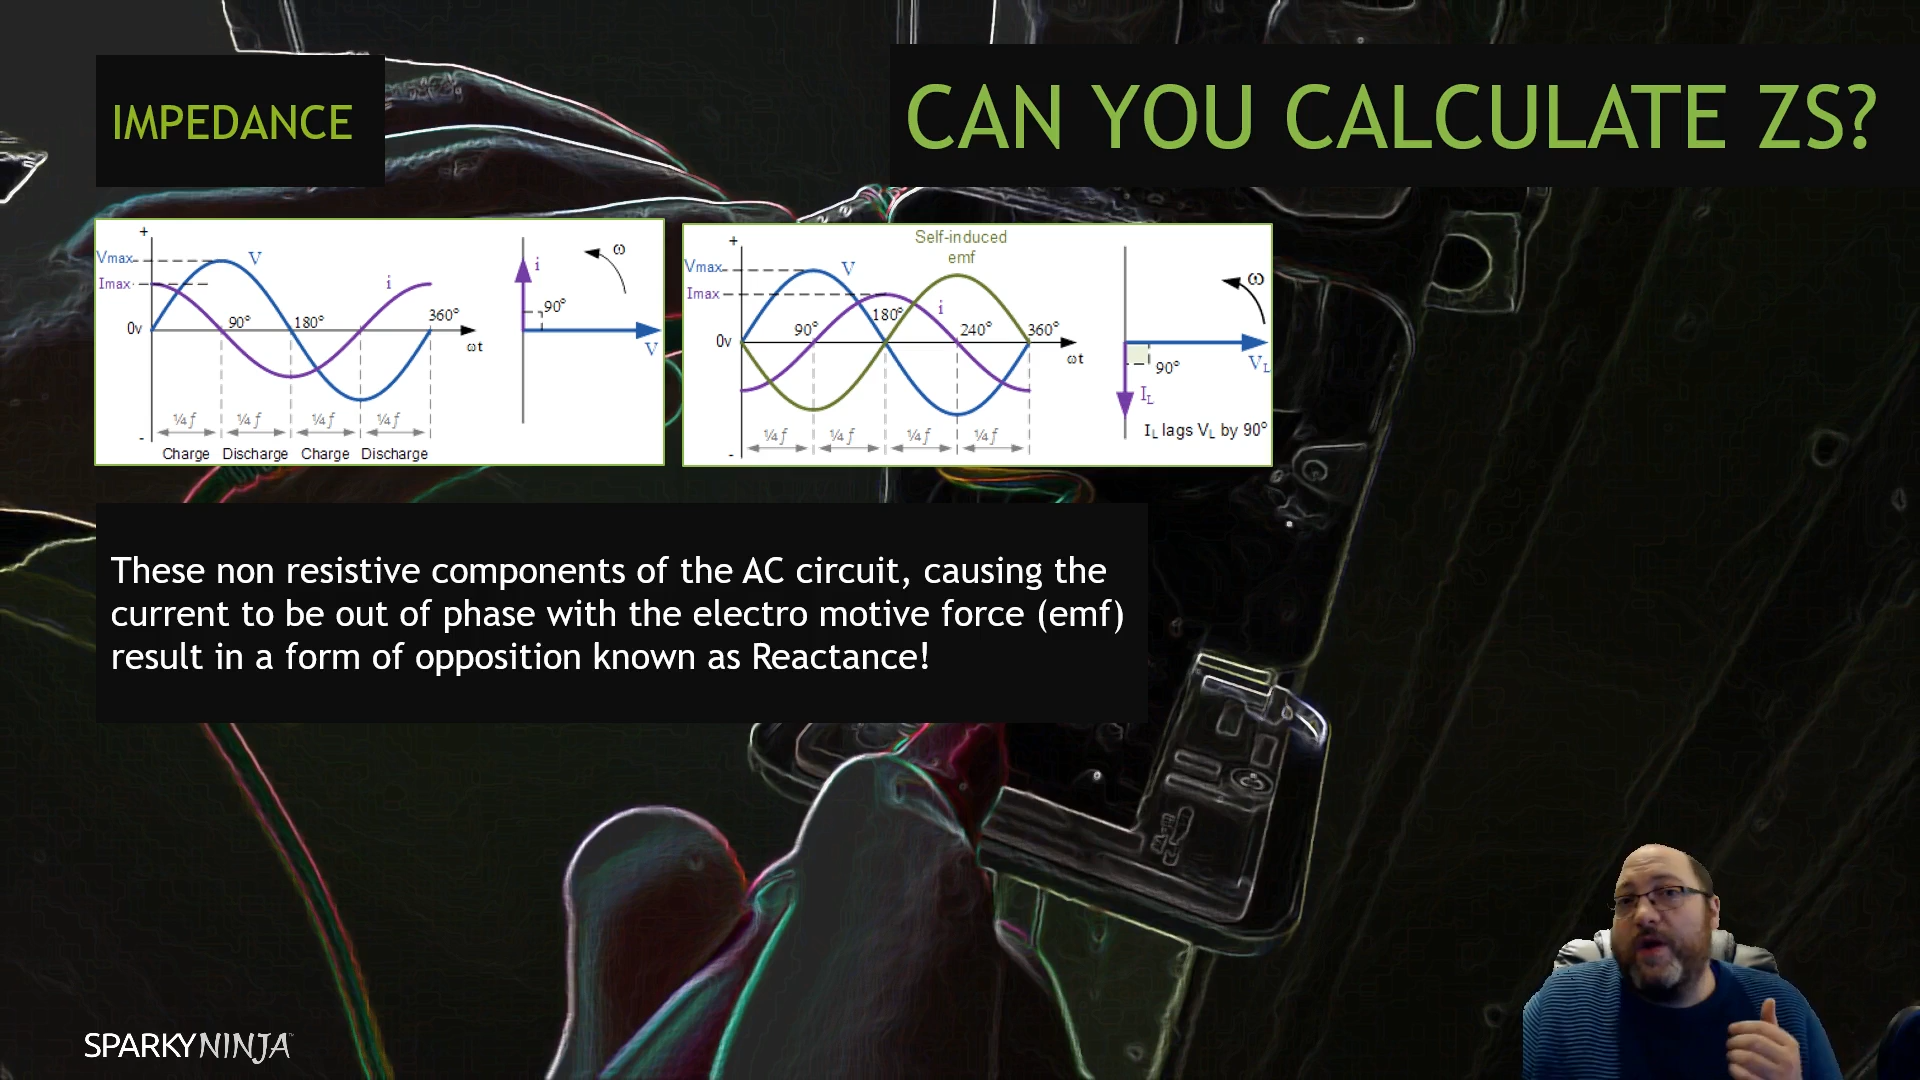 IMPEDANCE
CAN YOU CALCULATE ZS?
+
Vmax
V
Imax
i
0v
90°
180°
360°
ωt
-
¼ f
¼ f
¼ f
¼ f
Charge
Discharge
Charge
Discharge
i
ω
90°
V
Self-induced
emf
+
Vmax
V
Imax
i
0v
90°
180°
240°
360°
ωt
-
¼ f
¼ f
¼ f
¼ f
ω
VL
90°
IL
IL lags VL by 90°
These non resistive components of the AC circuit, causing the
current to be out of phase with the electro motive force (emf)
result in a form of opposition known as Reactance!
SPARKYNINJA